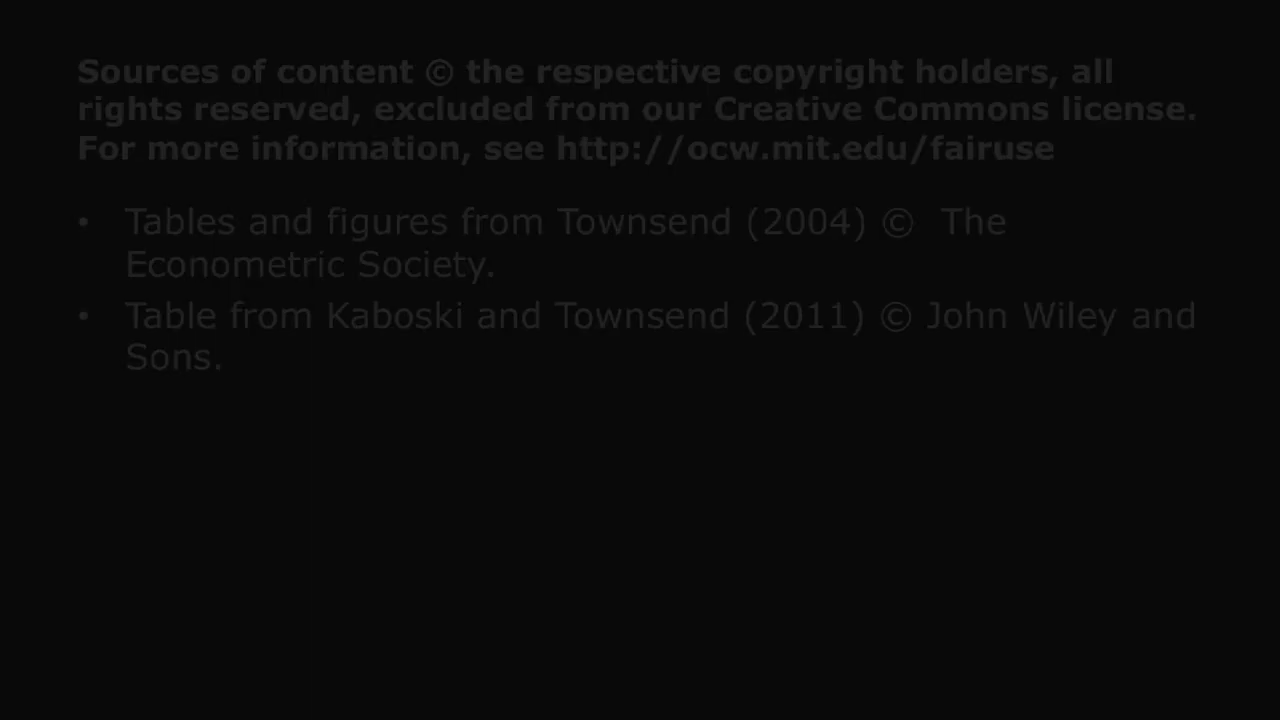 Sources of content © the respective copyright holders, all
rights reserved, excluded from our Creative Commons license.
For more information, see http://ocw.mit.edu/fairuse
• Tables and figures from Townsend (2004) © The
Econometric Society.
• Table from Kaboski and Townsend (2011) © John Wiley and
Sons.